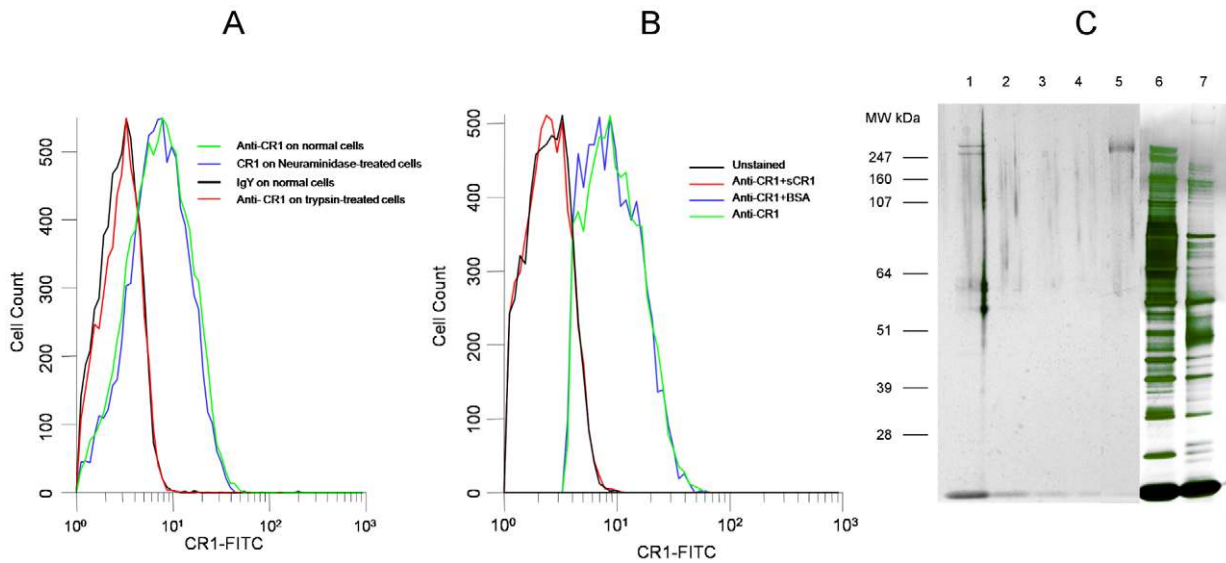 A
B
C
500
400
300
200
100
0
Cell Count
10⁰ 10¹ 10² 10³
CR1-FITC
Anti-CR1 on normal cells
CR1 on Neuraminidase-treated cells
IgY on normal cells
Anti- CR1 on trypsin-treated cells
500
400
300
200
100
0
Cell Count
10⁰ 10¹ 10² 10³
CR1-FITC
Unstained
Anti-CR1+sCR1
Anti-CR1+BSA
Anti-CR1
1 2 3 4 5 6 7
MW kDa
247
160
107
64
51
39
28